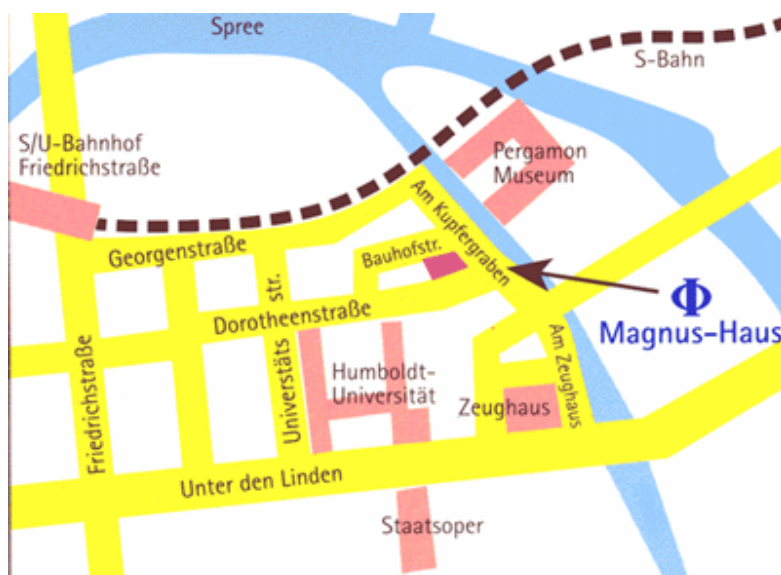 Spree
S-Bahn
S/U-Bahnhof
Friedrichstraße
Pergamon
Museum
Am Kupfergraben
Georgenstraße
Bauhofstr.
Φ
Magnus-Haus
Universtäts
str.
Dorotheenstraße
Am Zeughaus
Humboldt-
Universität
Zeughaus
Friedrichstraße
Unter den Linden
Staatsoper